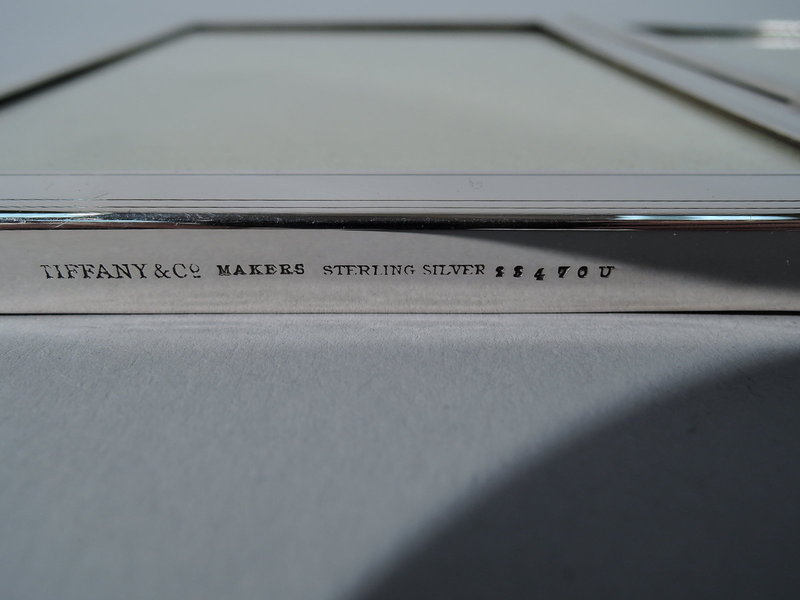 TIFFANY & Cº MAKERS STERLING SILVER 22470U